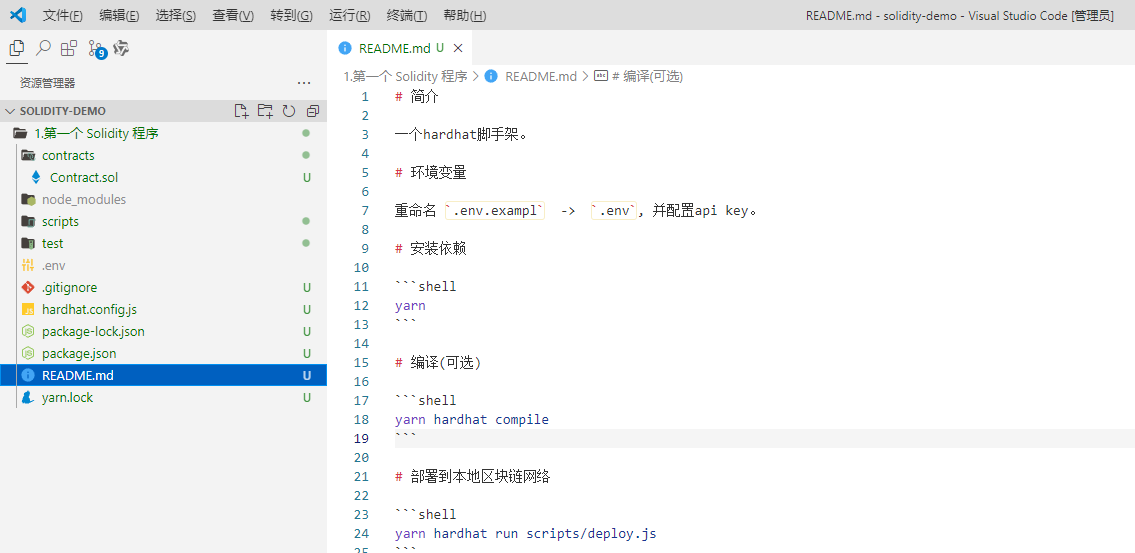 文件(F) 编辑(E) 选择(S) 查看(V) 转到(G) 运行(R) 终端(T) 帮助(H) README.md - solidity-demo - Visual Studio Code [管理员]
9
资源管理器 ···
SOLIDITY-DEMO
1.第一个 Solidity 程序
contracts
Contract.sol U
node_modules
scripts
test
.env
.gitignore U
hardhat.config.js U
package-lock.json U
package.json U
README.md U
yarn.lock U
README.md U
1.第一个 Solidity 程序 > README.md > # 编译(可选)
1 # 简介
2
3 一个hardhat脚手架。
4
5 # 环境变量
6
7 重命名 `.env.exampl` -> `.env`, 并配置api key。
8
9 # 安装依赖
10
11 ```shell
12 yarn
13 ```
14
15 # 编译(可选)
16
17 ```shell
18 yarn hardhat compile
19 ```
20
21 # 部署到本地区块链网络
22
23 ```shell
24 yarn hardhat run scripts/deploy.js
25 ```